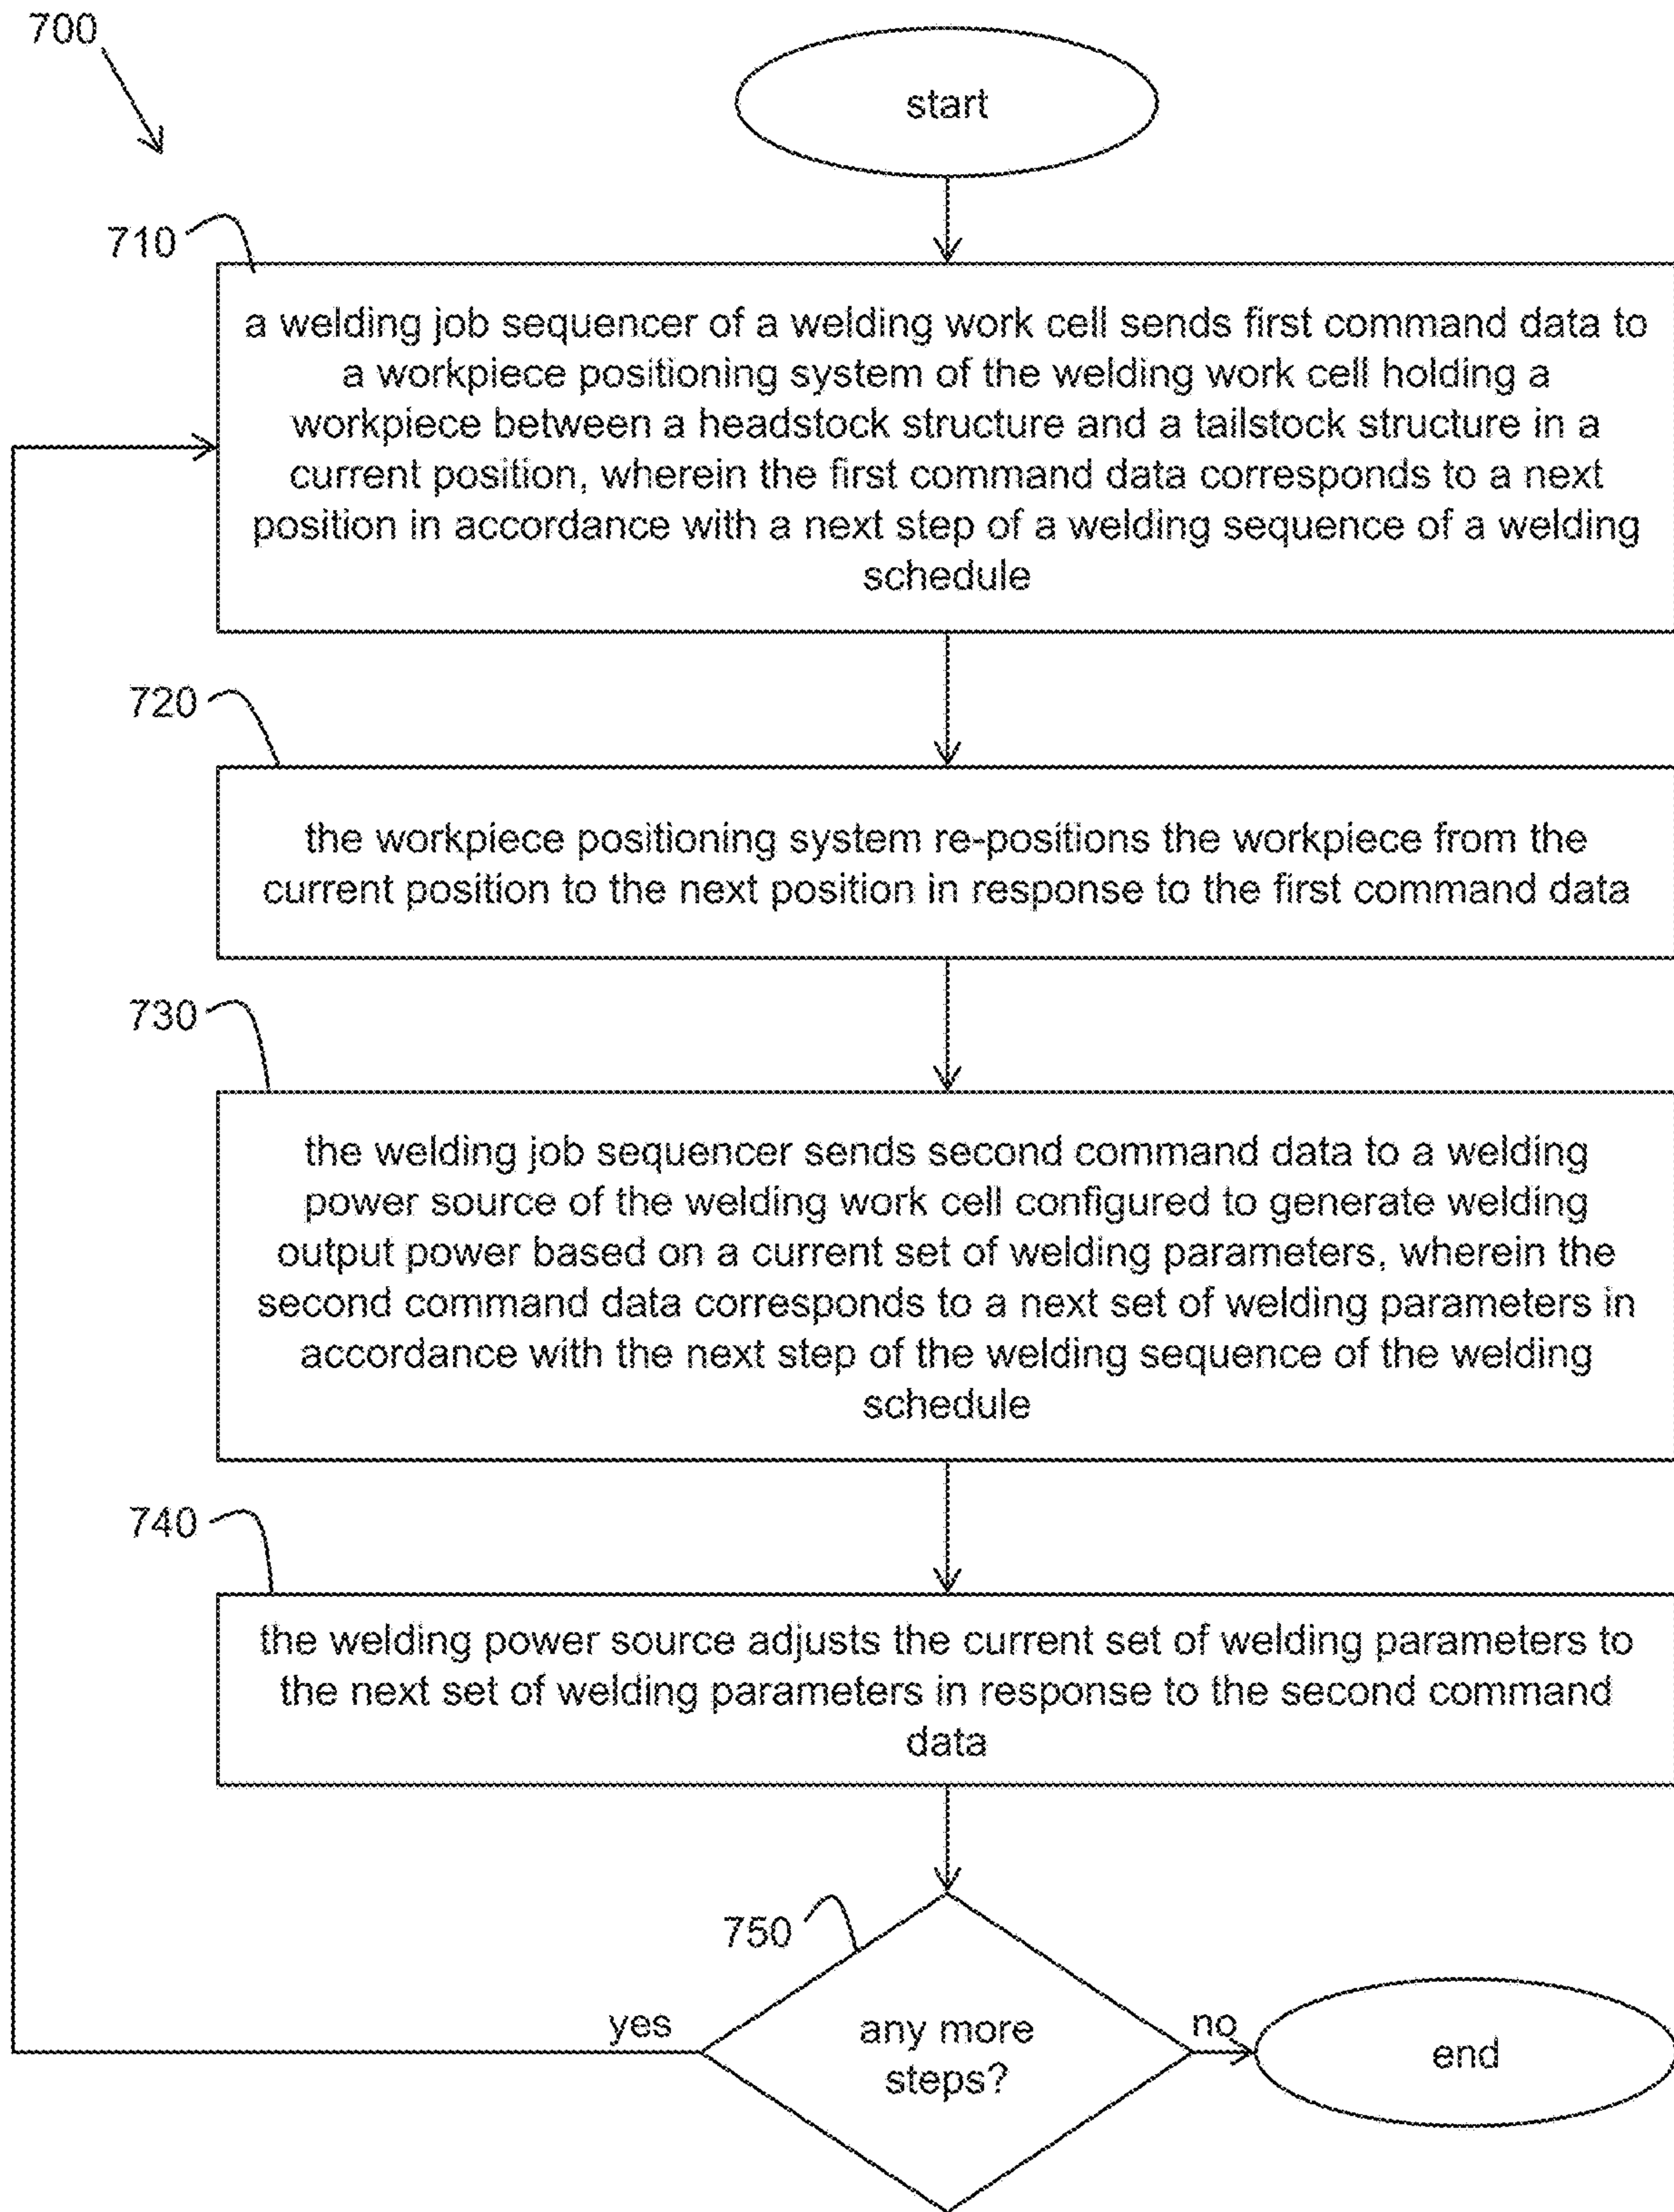 700
start
710
a welding job sequencer of a welding work cell sends first command data to
a workpiece positioning system of the welding work cell holding a
workpiece between a headstock structure and a tailstock structure in a
current position, wherein the first command data corresponds to a next
position in accordance with a next step of a welding sequence of a welding
schedule
720
the workpiece positioning system re-positions the workpiece from the
current position to the next position in response to the first command data
730
the welding job sequencer sends second command data to a welding
power source of the welding work cell configured to generate welding
output power based on a current set of welding parameters, wherein the
second command data corresponds to a next set of welding parameters in
accordance with the next step of the welding sequence of the welding
schedule
740
the welding power source adjusts the current set of welding parameters to
the next set of welding parameters in response to the second command
data
750
yes
any more
steps?
no
end